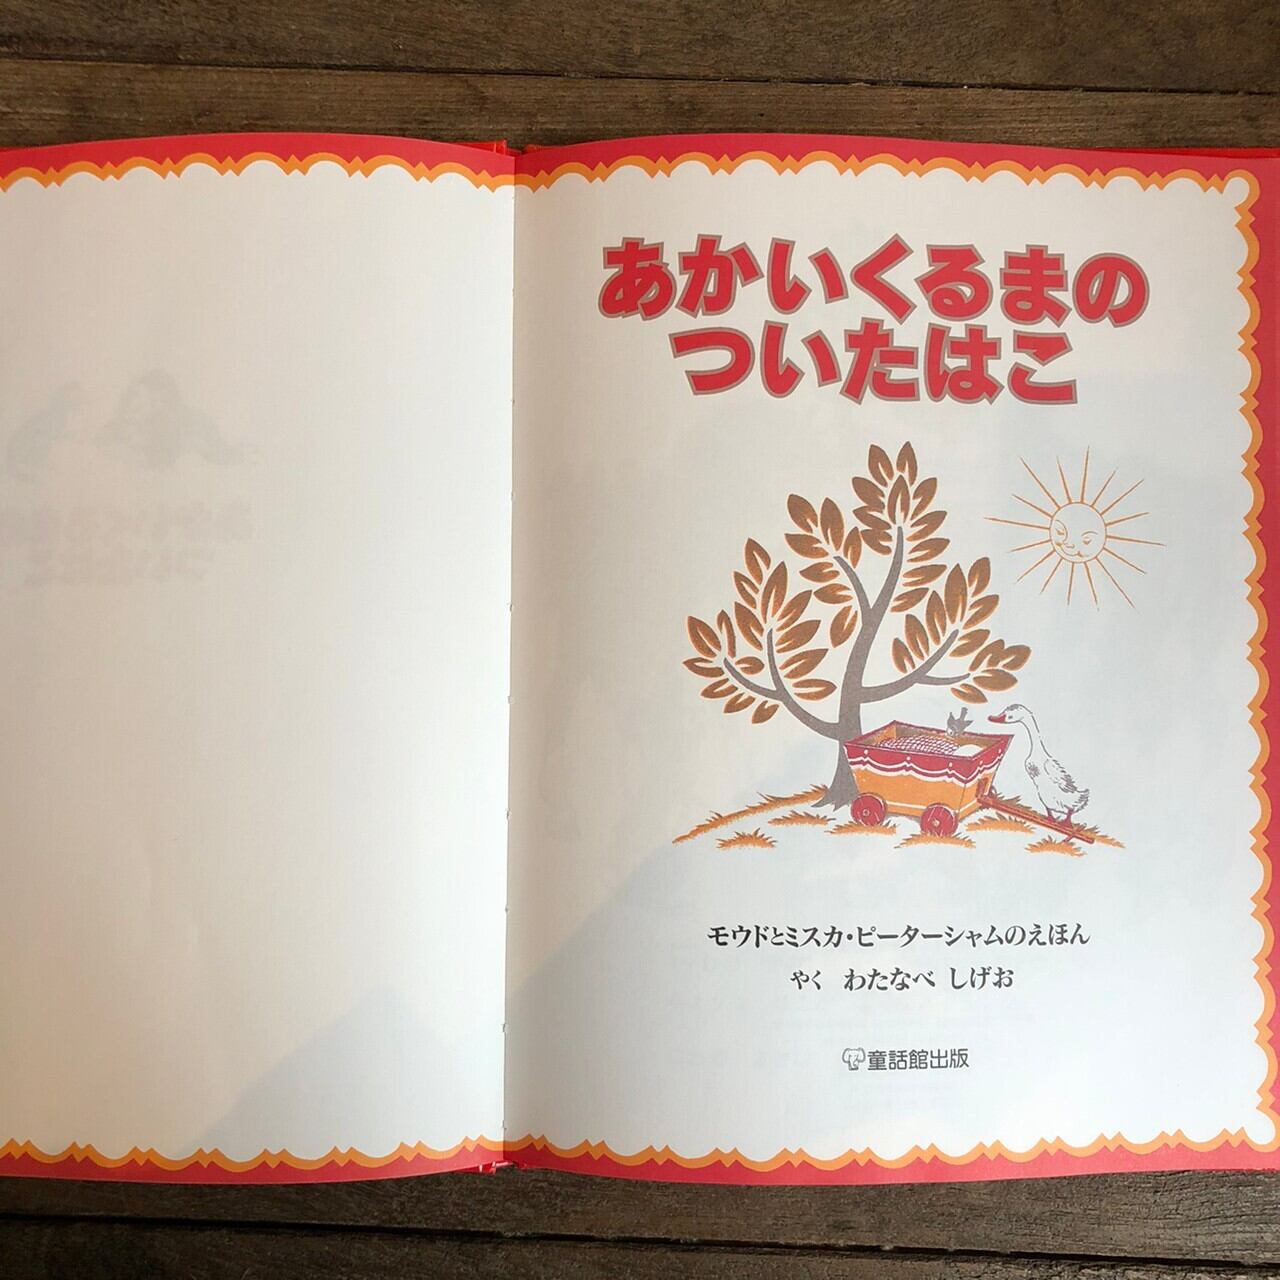 あかいくるまの
ついたはこ
モウドとミスカ・ピーターシャムのえほん
やく わたなべ しげお
童話館出版